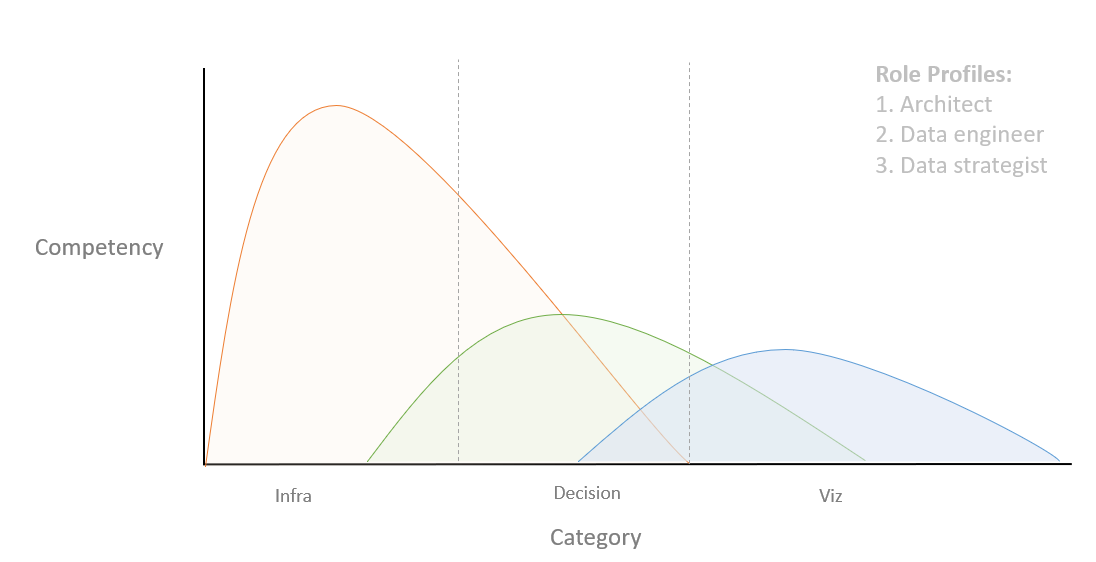 Role Profiles:
1. Architect
2. Data engineer
3. Data strategist
Competency
Infra
Decision
Viz
Category